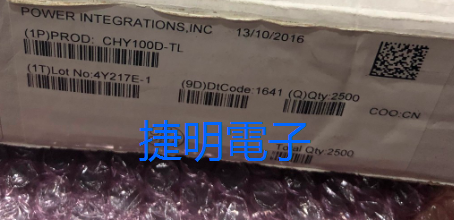 POWER INTEGRATIONS,INC 13/10/2016
(1P)PROD: CHY100D-TL
(1T)Lot No:4Y217E-1 (9D)DtCode:1641 (Q)Qty:2500
COO:CN
捷明電子
Total Qty:2500